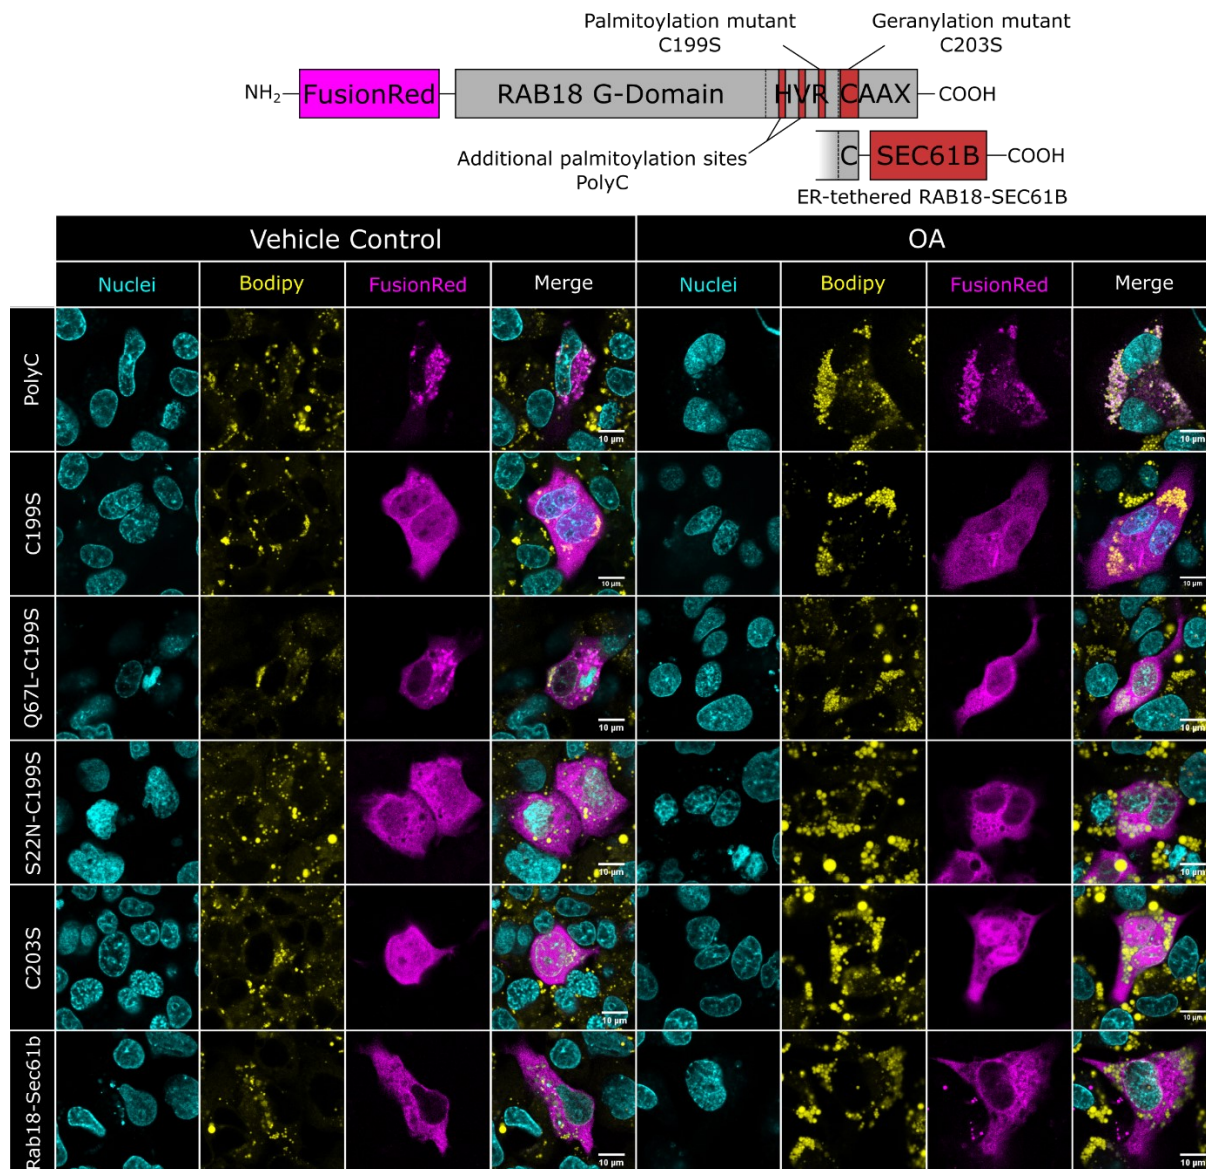 Palmitoylation mutant
C199S
Geranylation mutant
C203S
NH2 FusionRed RAB18 G-Domain HVR CAAX COOH
Additional palmitoylation sites
PolyC
C SEC61B COOH
ER-tethered RAB18-SEC61B
Vehicle Control OA
Nuclei Bodipy FusionRed Merge Nuclei Bodipy FusionRed Merge
PolyC
10 µm 10 µm
C199S
10 µm 10 µm
Q67L-C199S
10 µm 10 µm
S22N-C199S
10 µm 10 µm
C203S
10 µm 10 µm
Rab18-Sec61b
10 µm 10 µm